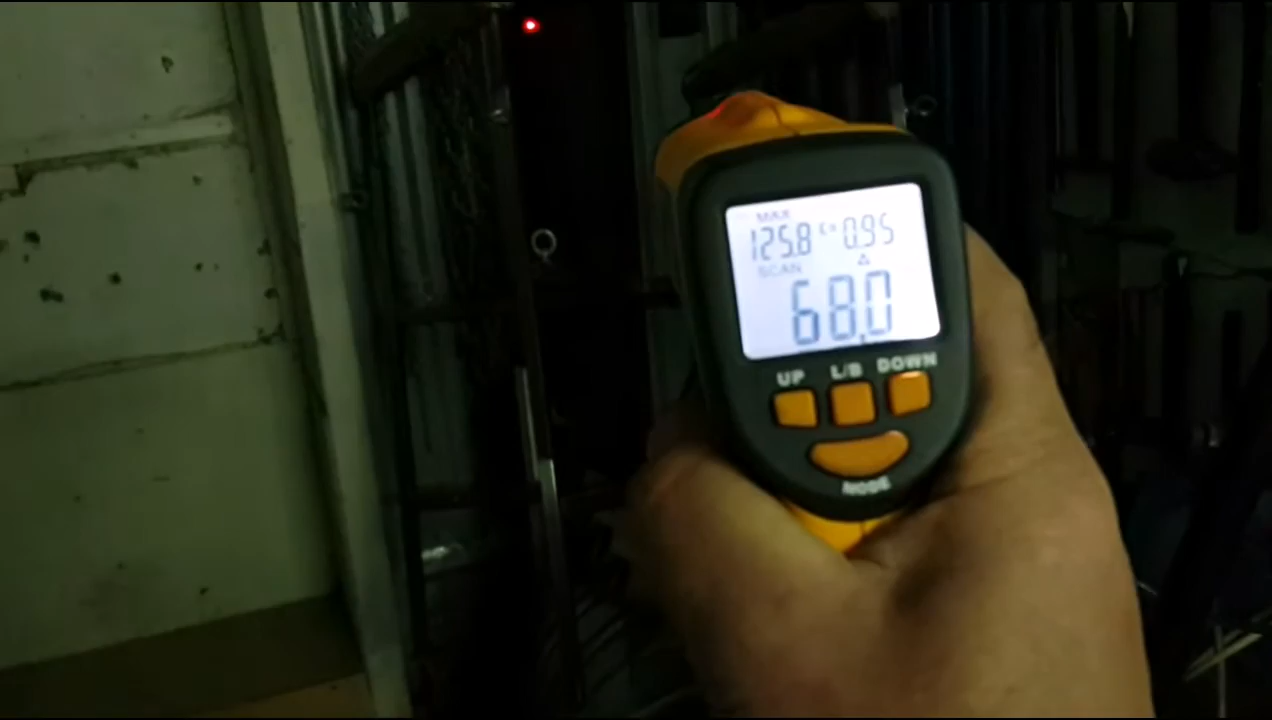 MAX
125.8 ε= 0.95
SCAN
68.0
UP L/B DOWN
MODE